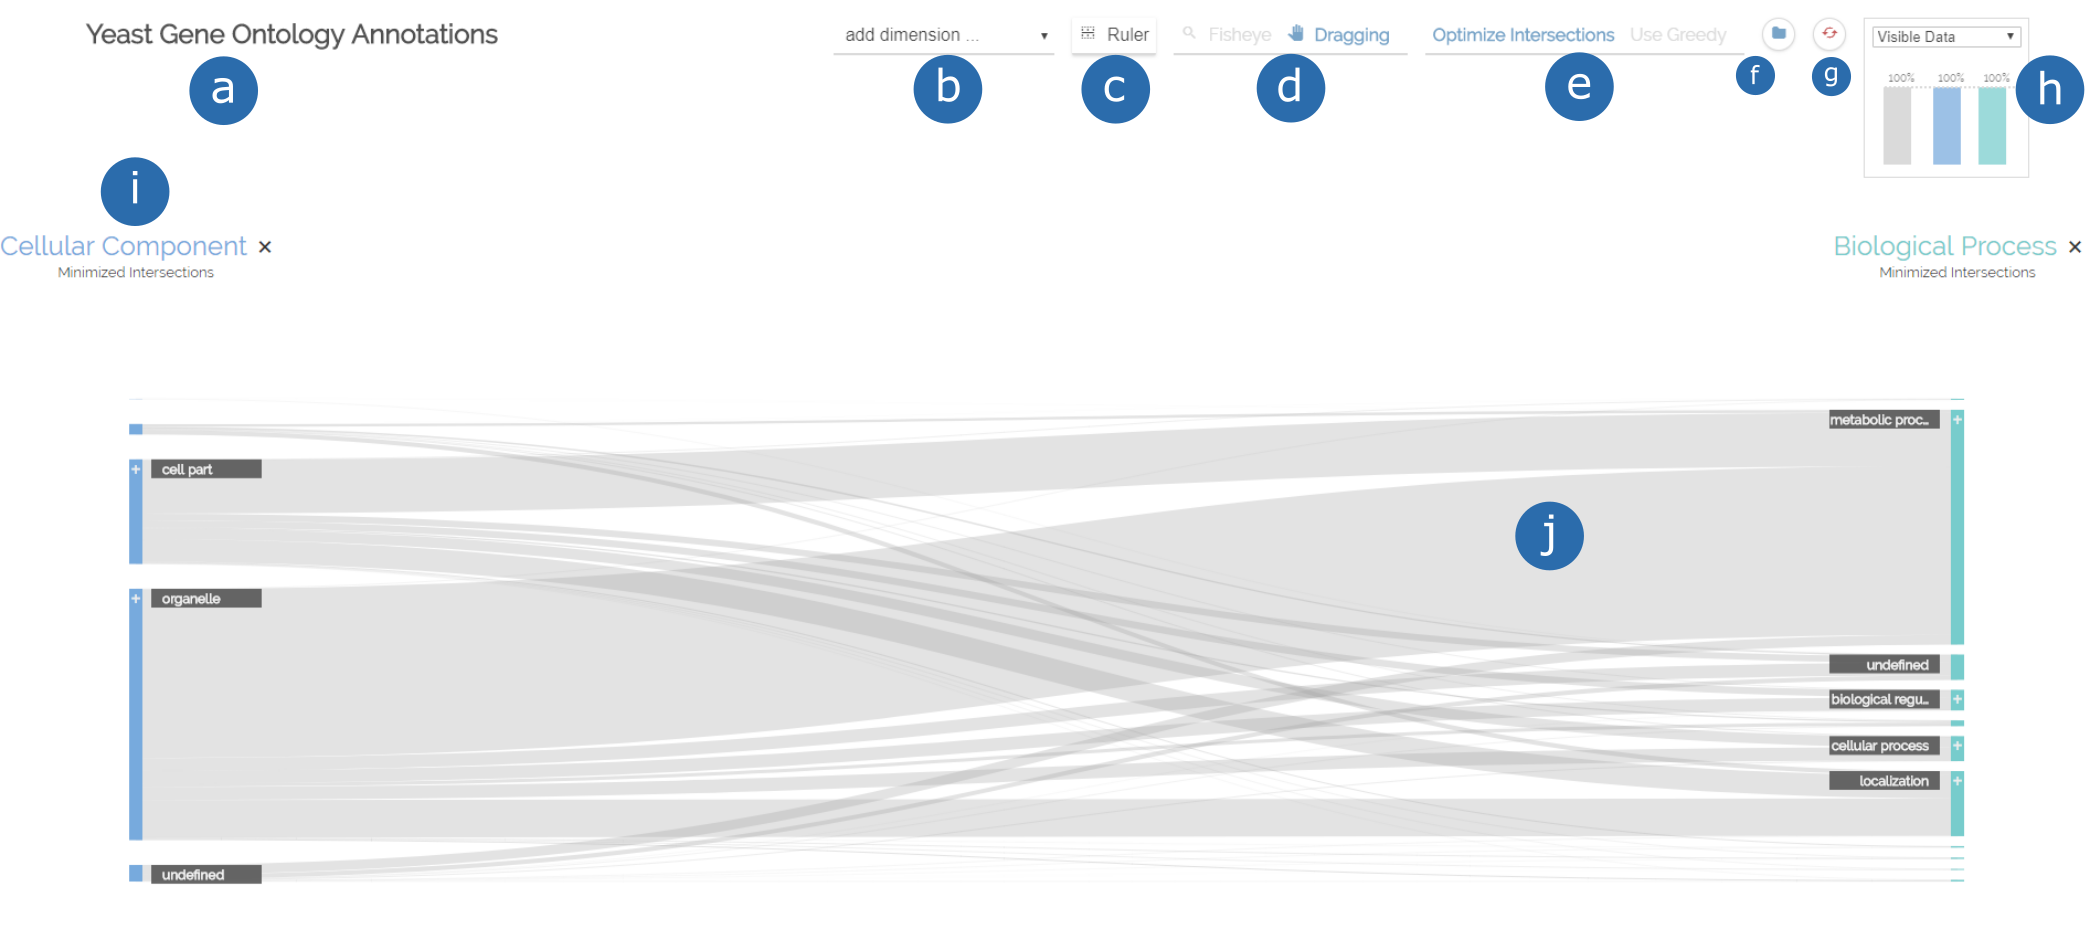 Yeast Gene Ontology Annotations
add dimension ...
Ruler
Fisheye
Dragging
Optimize Intersections
Use Greedy
Visible Data
100% 100% 100%
a
b
c
d
e
f
g
h
i
Cellular Component ×
Minimized Intersections
Biological Process ×
Minimized Intersections
+ metabolic proc... +
+ cell part
j
+ organelle
undefined
biological regu... +
cellular process +
localization +
undefined